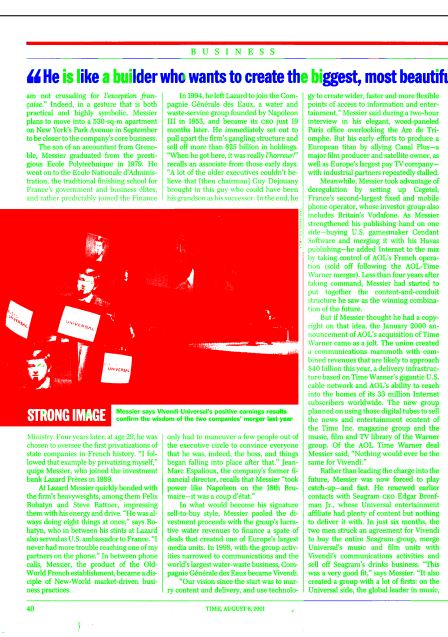 BUSINESS
“He is like a builder who wants to create the biggest, most beautifu
am not crusading for l'exception fran-
çaise." Indeed, in a gesture that is both
practical and highly symbolic, Messier
plans to move into a 530-sq-m apartment
on New York's Park Avenue in September
to be closer to the company's core business.
The son of an accountant from Greno-
ble, Messier graduated from the presti-
gious Ecole Polytechnique in 1979. He
went on to the Ecole Nationale d'Adminis-
tration, the traditional finishing school for
France's government and business élites,
and rather predictably joined the Finance
In 1994, he left Lazard to join the Com-
pagnie Générale des Eaux, a water and
waste-service group founded by Napoleon
III in 1853, and became its CEO just 19
months later. He immediately set out to
pull apart the firm's gangling structure and
sell off more than $25 billion in holdings.
"When he got here, it was really l'horreur!"
recalls an associate from those early days.
"A lot of the older executives couldn't be-
lieve that [then chairman] Guy Dejouany
brought in this guy who could have been
his grandson as his successor. In the end, he
UNIVERSAL
UNIVERSAL
UNIVERSAL
STRONG IMAGE
Messier says Vivendi Universal's positive earnings results
confirm the wisdom of the two companies' merger last year
Ministry. Four years later, at age 29, he was
chosen to oversee the first privatizations of
state companies in French history. "I fol-
lowed that example by privatizing myself,"
quips Messier, who joined the investment
bank Lazard Frères in 1989.
At Lazard Messier quickly bonded with
the firm's heavyweights, among them Felix
Rohatyn and Steve Rattner, impressing
them with his energy and drive. "He was al-
ways doing eight things at once," says Ro-
hatyn, who in between his stints at Lazard
also served as U.S. ambassador to France. "I
never had more trouble reaching one of my
partners on the phone." In between phone
calls, Messier, the product of the Old-
World French establishment, became a dis-
ciple of New-World market-driven busi-
ness practices.
only had to maneuver a few people out of
the executive circle to convince everyone
that he was, indeed, the boss, and things
began falling into place after that." Jean-
Marc Espalioux, the company's former fi-
nancial director, recalls that Messier "took
power like Napoleon on the 18th Bru-
maire—it was a coup d'état."
In what would become his signature
sell-to-buy style, Messier pooled the di-
vestment proceeds with the group's lucra-
tive water revenues to finance a spate of
deals that created one of Europe's largest
media units. In 1998, with the group activ-
ities narrowed to communications and the
world's largest water-waste business, Com-
pagnie Générale des Eaux became Vivendi.
"Our vision since the start was to mar-
ry content and delivery, and use technolo-
gy to create wider, faster and more flexible
points of access to information and enter-
tainment," Messier said during a two-hour
interview in his elegant, wood-paneled
Paris office overlooking the Arc de Tri-
omphe. But his early efforts to produce a
European titan by allying Canal Plus—a
major film producer and satellite owner, as
well as Europe's largest pay TV company—
with industrial partners repeatedly stalled.
Meanwhile, Messier took advantage of
deregulation by setting up Cegetel,
France's second-largest fixed and mobile
phone operator, whose investor group also
includes Britain's Vodafone. As Messier
strengthened his publishing hand on one
side—buying U.S. gamesmaker Cendant
Software and merging it with his Havas
publishing—he added Internet to the mix
by taking control of AOL's French opera-
tion (sold off following the AOL-Time
Warner merger). Less than four years after
taking command, Messier had started to
put together the content-and-conduit
structure he saw as the winning combina-
tion of the future.
But if Messier thought he had a copy-
right on that idea, the January 2000 an-
nouncement of AOL's acquisition of Time
Warner came as a jolt. The union created
a communications mammoth with com-
bined revenues that are likely to approach
$40 billion this year, a delivery infrastruc-
ture based on Time Warner's gigantic U.S.
cable network and AOL's ability to reach
into the homes of its 33 million Internet
subscribers worldwide. The new group
planned on using those digital tubes to sell
the news and entertainment content of
the Time Inc. magazine group and the
music, film and TV library of the Warner
group. Of the AOL Time Warner deal
Messier said, "Nothing would ever be the
same for Vivendi."
Rather than leading the charge into the
future, Messier was now forced to play
catch-up—and fast. He renewed earlier
contacts with Seagram CEO Edgar Bronf-
man Jr., whose Universal entertainment
affiliate had plenty of content but nothing
to deliver it with. In just six months, the
two men struck an agreement for Vivendi
to buy the entire Seagram group, merge
Universal's music and film units with
Vivendi's communications activities and
sell off Seagram's drinks business. "This
was a very good fit," says Messier. "It also
created a group with a lot of firsts: on the
Universal side, the global leader in music,
40
TIME, AUGUST 6, 2001